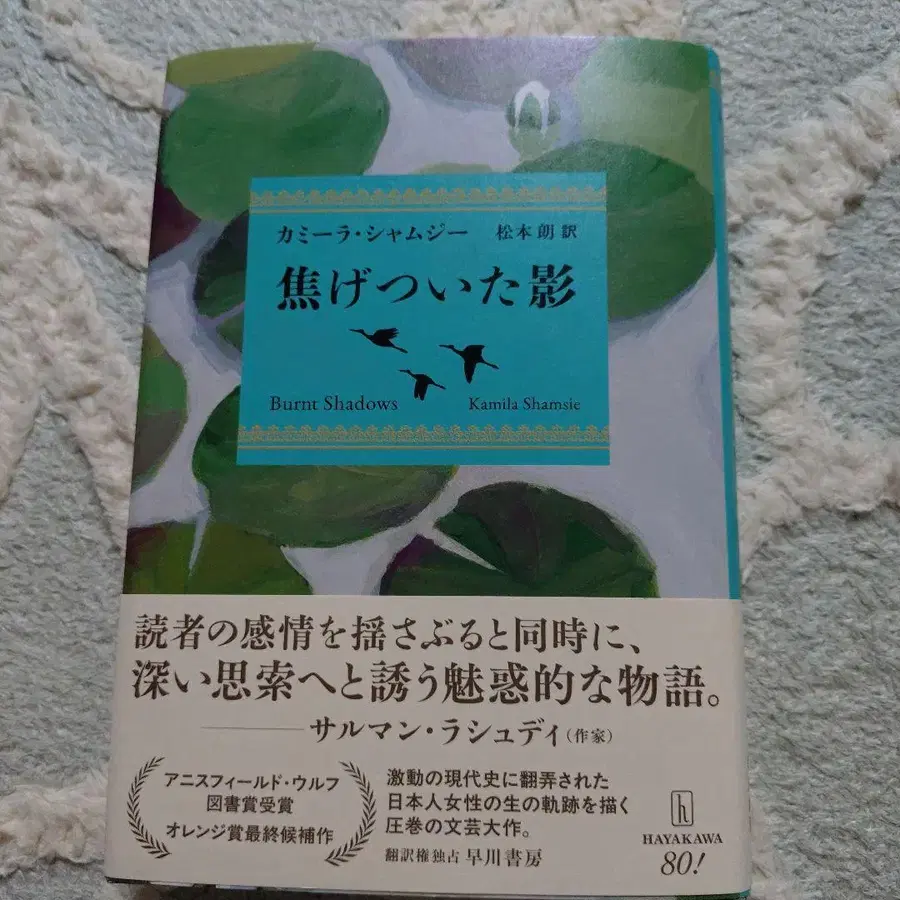 カミーラ・シャムジー　松本朗 訳
焦げついた影
Burnt Shadows　Kamila Shamsie
読者の感情を揺さぶると同時に、
深い思索へと誘う魅惑的な物語。
――サルマン・ラシュディ（作家）
アニスフィールド・ウルフ
図書賞受賞
オレンジ賞最終候補作
激動の現代史に翻弄された
日本人女性の生の軌跡を描く
圧巻の文芸大作。
翻訳権独占 早川書房
h
HAYAKAWA
80!